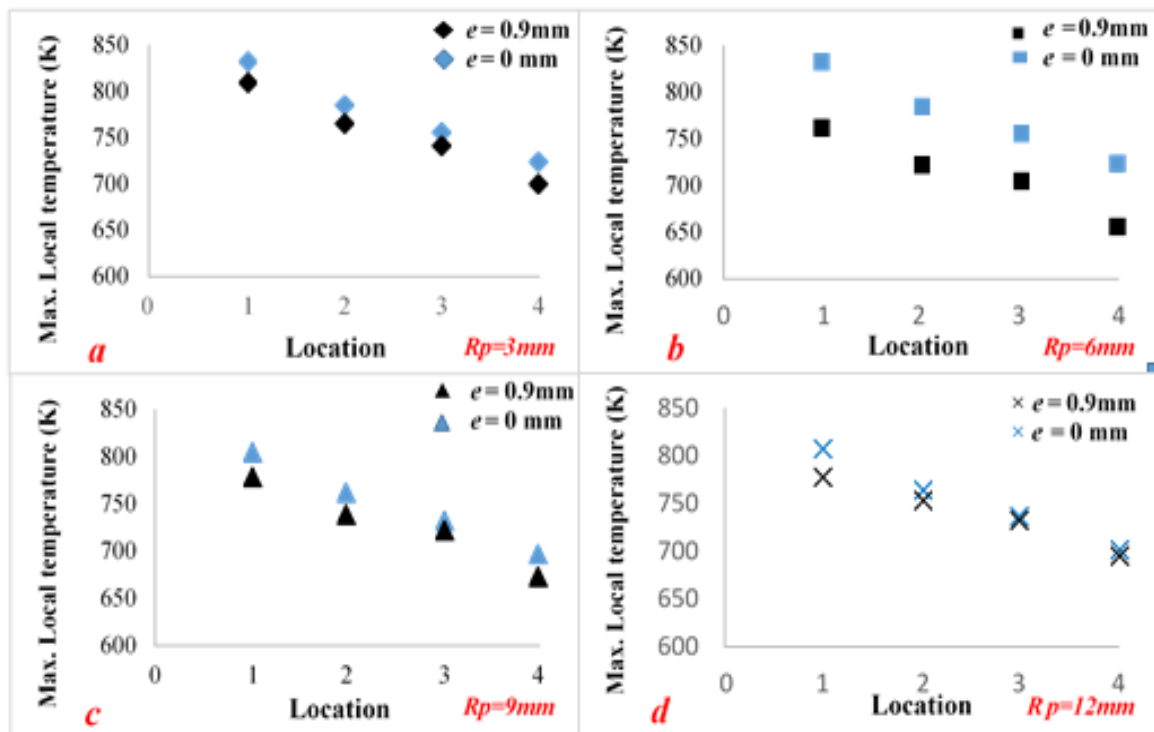 e = 0.9mm
e = 0 mm
Max. Local temperature (K)
850
800
750
700
650
600
0 1 2 3 4
Location
a
Rp=3mm
e = 0.9mm
e = 0 mm
Max. Local temperature (K)
850
800
750
700
650
600
0 1 2 3 4
Location
b
Rp=6mm
e = 0.9mm
e = 0 mm
Max. Local Temperature (K)
850
800
750
700
650
600
0 1 2 3 4
Location
c
Rp=9mm
e = 0.9mm
e = 0 mm
Max. Local temperature (K)
850
800
750
700
650
600
0 1 2 3 4
Location
d
Rp=12mm